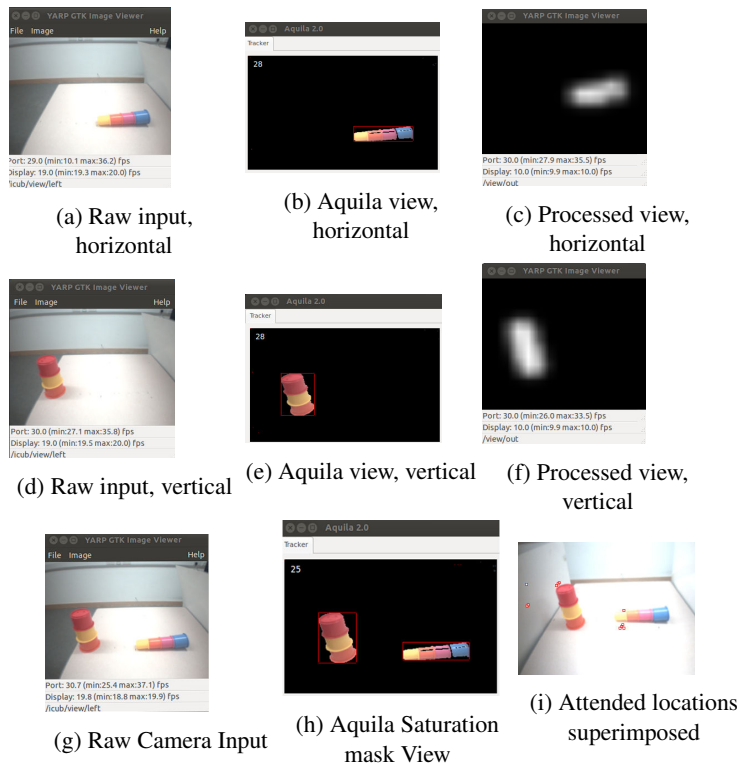 YARP GTK Image Viewer
File Image Help
Port: 29.0 (min:10.1 max:36.2) fps
Display: 19.0 (min:19.3 max:20.0) fps
/icub/view/left
(a) Raw input,
horizontal
Aquila 2.0
Tracker
28
(b) Aquila view,
horizontal
YARP GTK Image Viewer
Port: 30.0 (min:27.9 max:35.5) fps
Display: 10.0 (min:9.9 max:10.0) fps
/view/out
(c) Processed view,
horizontal
YARP GTK Image Viewer
File Image Help
Port: 30.0 (min:27.1 max:35.8) fps
Display: 19.0 (min:19.5 max:20.0) fps
/icub/view/left
(d) Raw input, vertical
Aquila 2.0
Tracker
28
(e) Aquila view, vertical
YARP GTK Image Viewer
Port: 30.0 (min:26.0 max:33.5) fps
Display: 10.0 (min:9.9 max:10.0) fps
/view/out
(f) Processed view,
vertical
YARP GTK Image Viewer
File Image Help
Port: 30.7 (min:25.4 max:37.1) fps
Display: 19.8 (min:18.8 max:19.9) fps
/icub/view/left
(g) Raw Camera Input
Aquila 2.0
Tracker
25
(h) Aquila Saturation
mask View
(i) Attended locations
superimposed